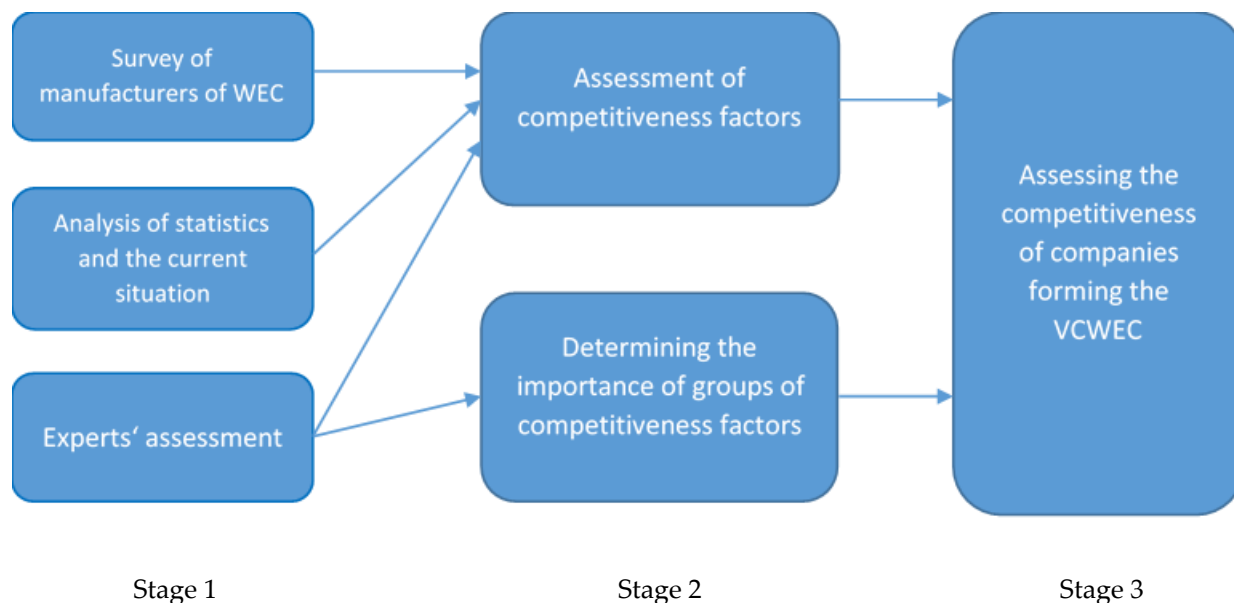 Survey of
manufacturers of WEC
Analysis of statistics
and the current
situation
Experts‘ assessment
Assessment of
competitiveness factors
Determining the
importance of groups of
competitiveness factors
Assessing the
competitiveness
of companies
forming the
VCWEC
Stage 1
Stage 2
Stage 3